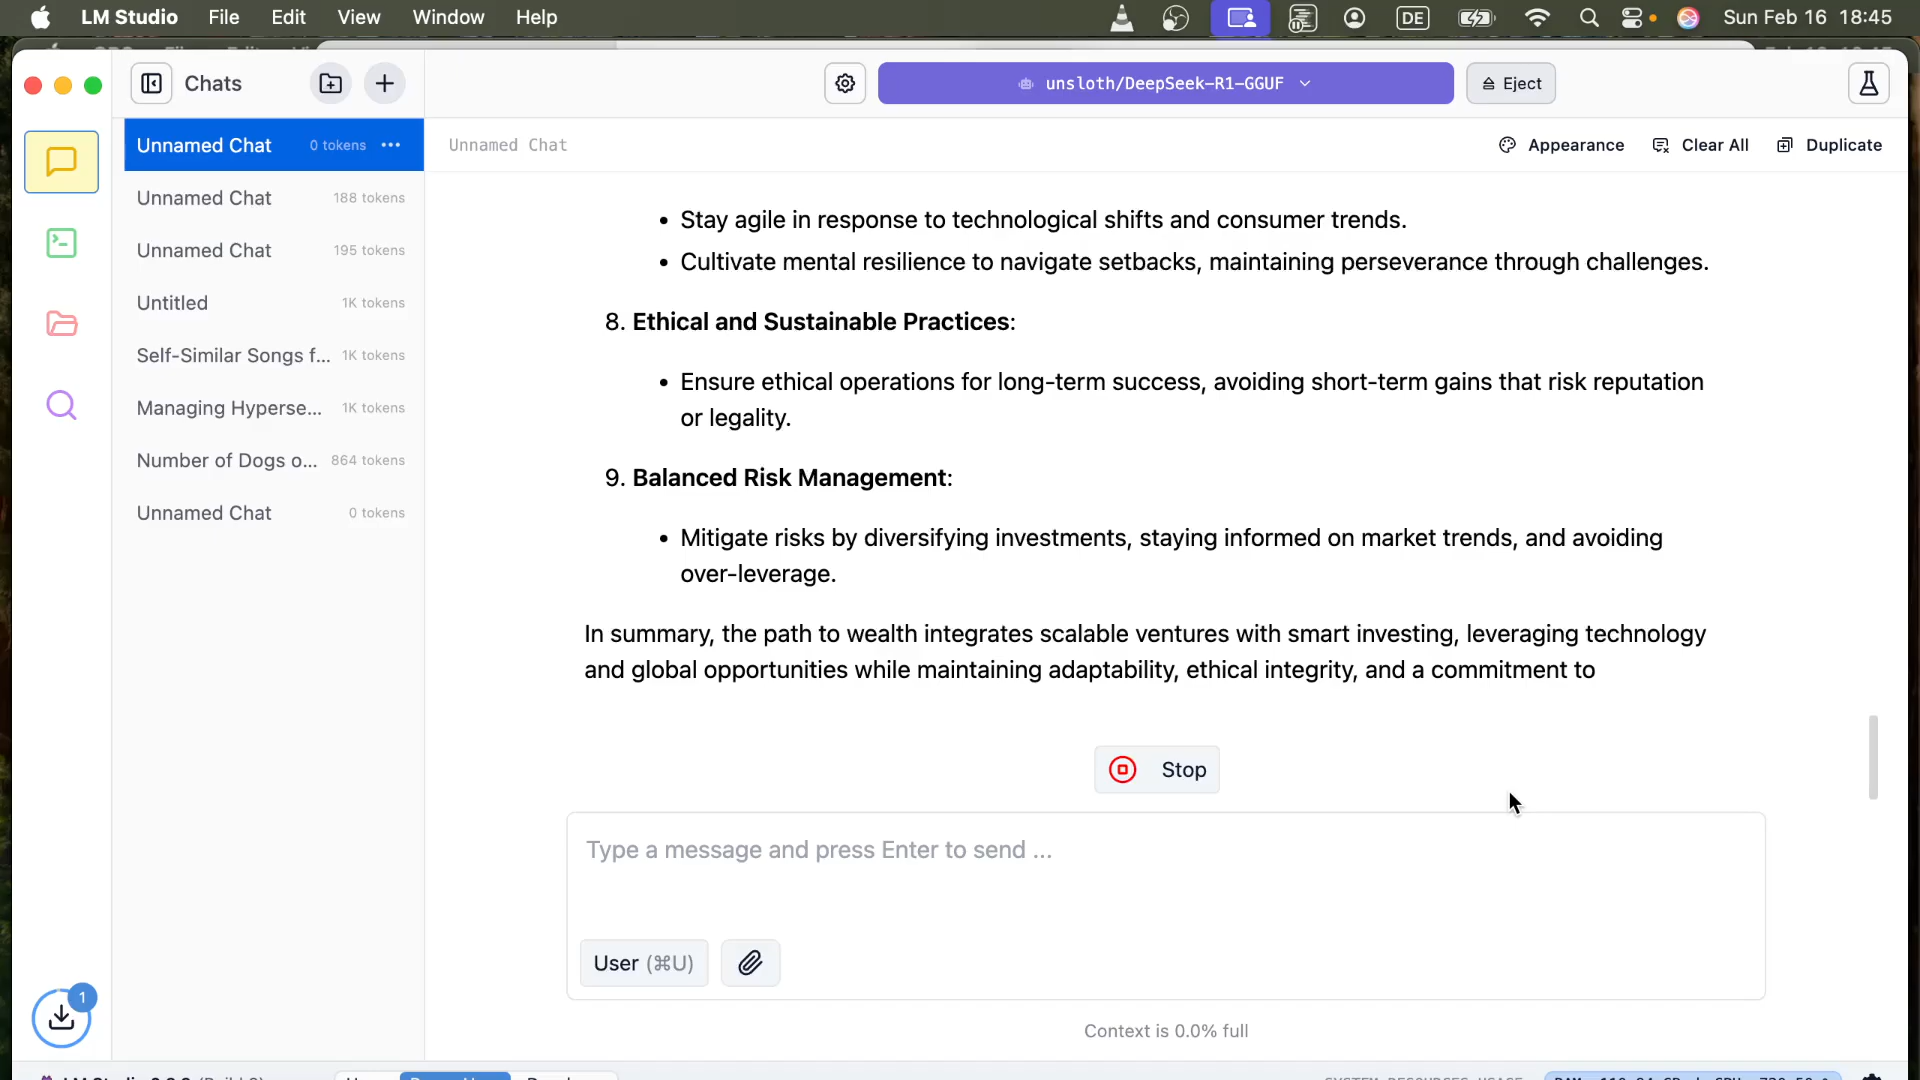 LM Studio File Edit View Window Help DE Sun Feb 16 18:45
Chats
unsloth/DeepSeek-R1-GGUF
Eject
Unnamed Chat 0 tokens
Unnamed Chat
Appearance
Clear All
Duplicate
Unnamed Chat 188 tokens
Unnamed Chat 195 tokens
Untitled 1K tokens
Self-Similar Songs f... 1K tokens
Managing Hyperse... 1K tokens
Number of Dogs o... 864 tokens
Unnamed Chat 0 tokens
• Stay agile in response to technological shifts and consumer trends.
• Cultivate mental resilience to navigate setbacks, maintaining perseverance through challenges.
8. Ethical and Sustainable Practices:
• Ensure ethical operations for long-term success, avoiding short-term gains that risk reputation
or legality.
9. Balanced Risk Management:
• Mitigate risks by diversifying investments, staying informed on market trends, and avoiding
over-leverage.
In summary, the path to wealth integrates scalable ventures with smart investing, leveraging technology
and global opportunities while maintaining adaptability, ethical integrity, and a commitment to
Stop
Type a message and press Enter to send ...
User (⌘U)
Context is 0.0% full
1